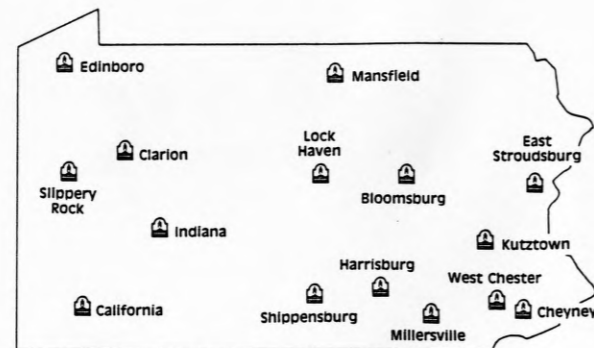 Edinboro
Mansfield
Clarion
Lock
Haven
East
Stroudsburg
Slippery
Rock
Bloomsburg
Indiana
Kutztown
Harrisburg
West Chester
California
Shippensburg
Millersville
Cheyney